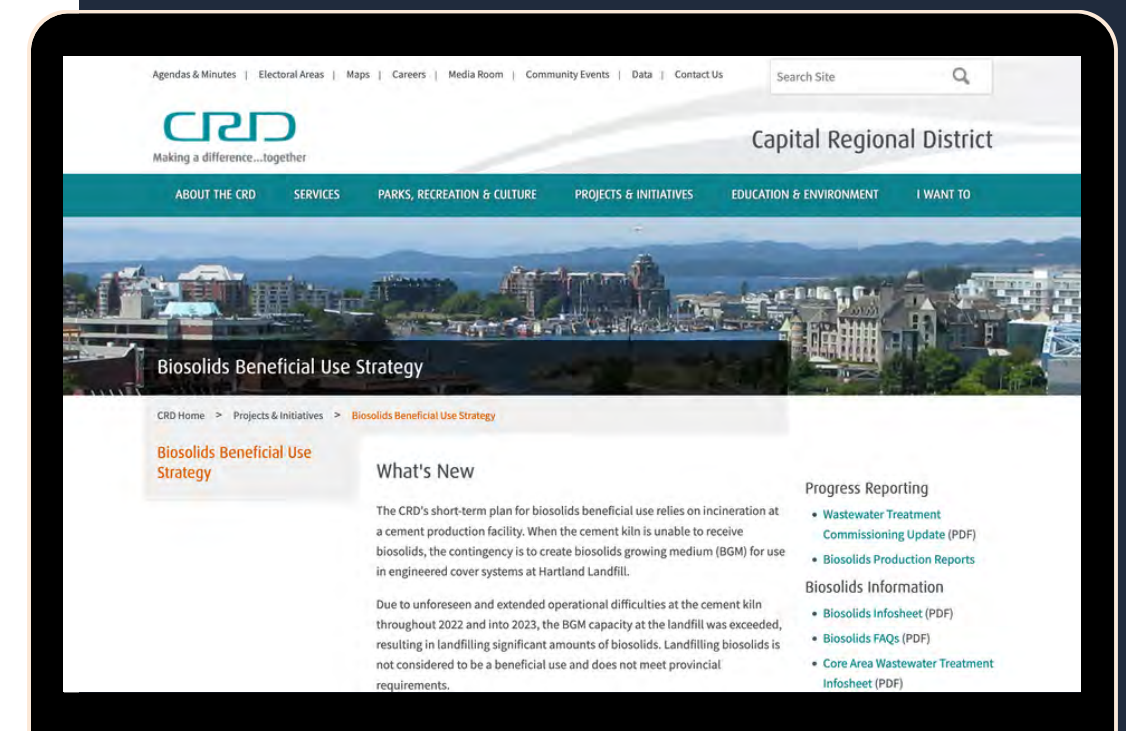 Agendas & Minutes | Electoral Areas | Maps | Careers | Media Room | Community Events | Data | Contact Us
Search Site
CRD
Making a difference...together
Capital Regional District
ABOUT THE CRD SERVICES PARKS, RECREATION & CULTURE PROJECTS & INITIATIVES EDUCATION & ENVIRONMENT I WANT TO
Biosolids Beneficial Use Strategy
CRD Home > Projects & Initiatives > Biosolids Beneficial Use Strategy
Biosolids Beneficial Use
Strategy
What's New
The CRD's short-term plan for biosolids beneficial use relies on incineration at
a cement production facility. When the cement kiln is unable to receive
biosolids, the contingency is to create biosolids growing medium (BGM) for use
in engineered cover systems at Hartland Landfill.
Due to unforeseen and extended operational difficulties at the cement kiln
throughout 2022 and into 2023, the BGM capacity at the landfill was exceeded,
resulting in landfilling significant amounts of biosolids. Landfilling biosolids is
not considered to be a beneficial use and does not meet provincial
requirements.
Progress Reporting
• Wastewater Treatment
Commissioning Update (PDF)
• Biosolids Production Reports
Biosolids Information
• Biosolids Infosheet (PDF)
• Biosolids FAQs (PDF)
• Core Area Wastewater Treatment
Infosheet (PDF)